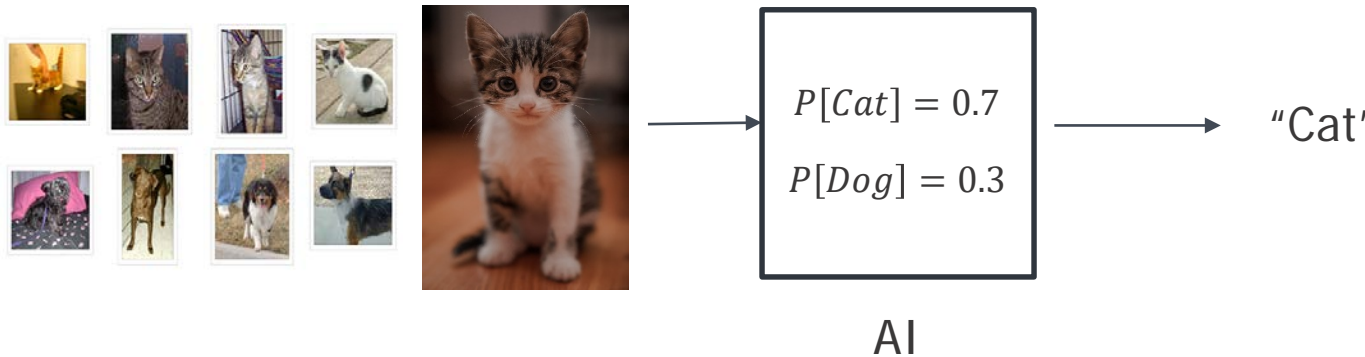 P[Cat] = 0.7
P[Dog] = 0.3
“Cat”
AI